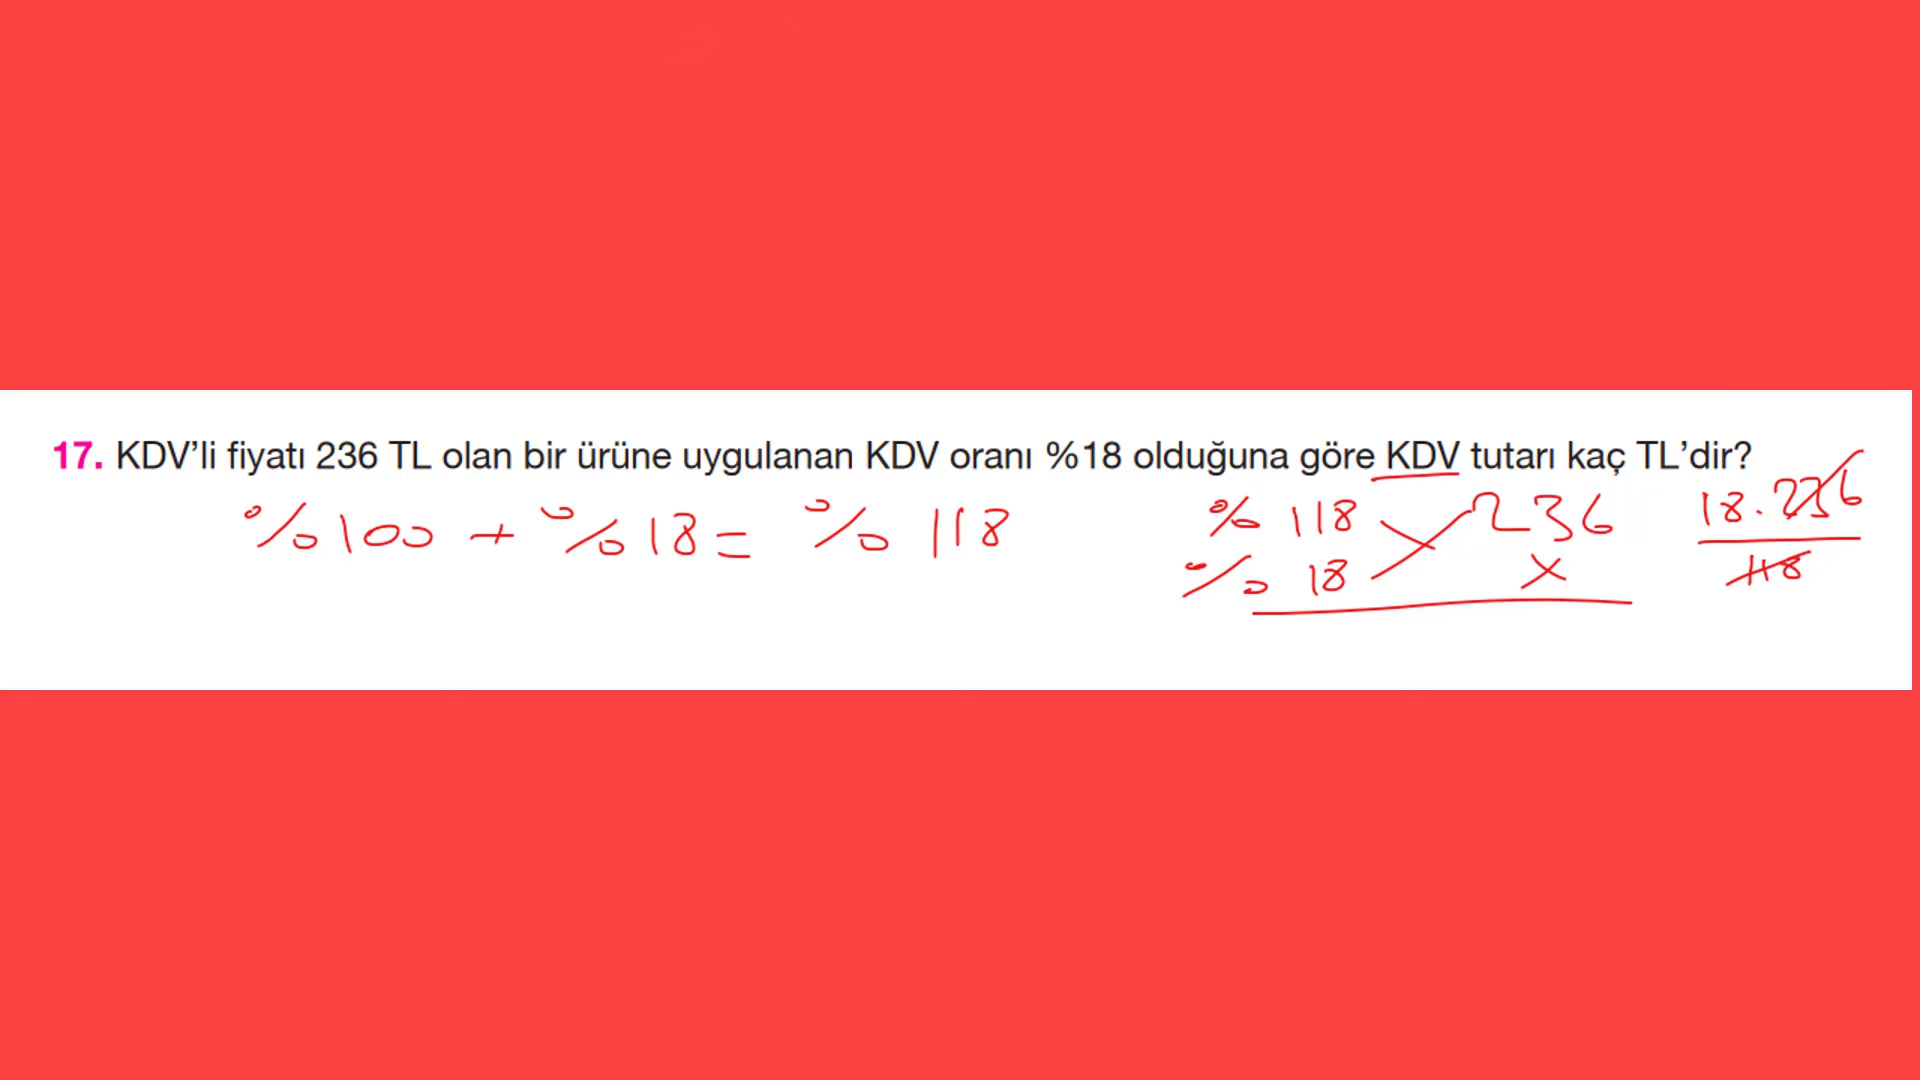 17. KDV’li fiyatı 236 TL olan bir ürüne uygulanan KDV oranı %18 olduğuna göre KDV tutarı kaç TL’dir?
%100 + %18 = %118
%118 236
%18 x
18.236
118